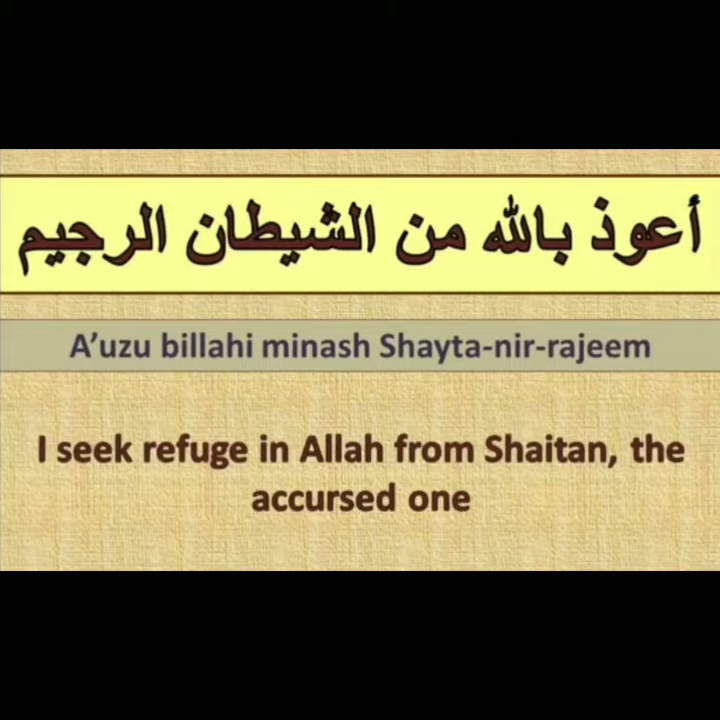 أعوذ بالله من الشيطان الرجيم
A’uzu billahi minash Shayta-nir-rajeem
I seek refuge in Allah from Shaitan, the
accursed one